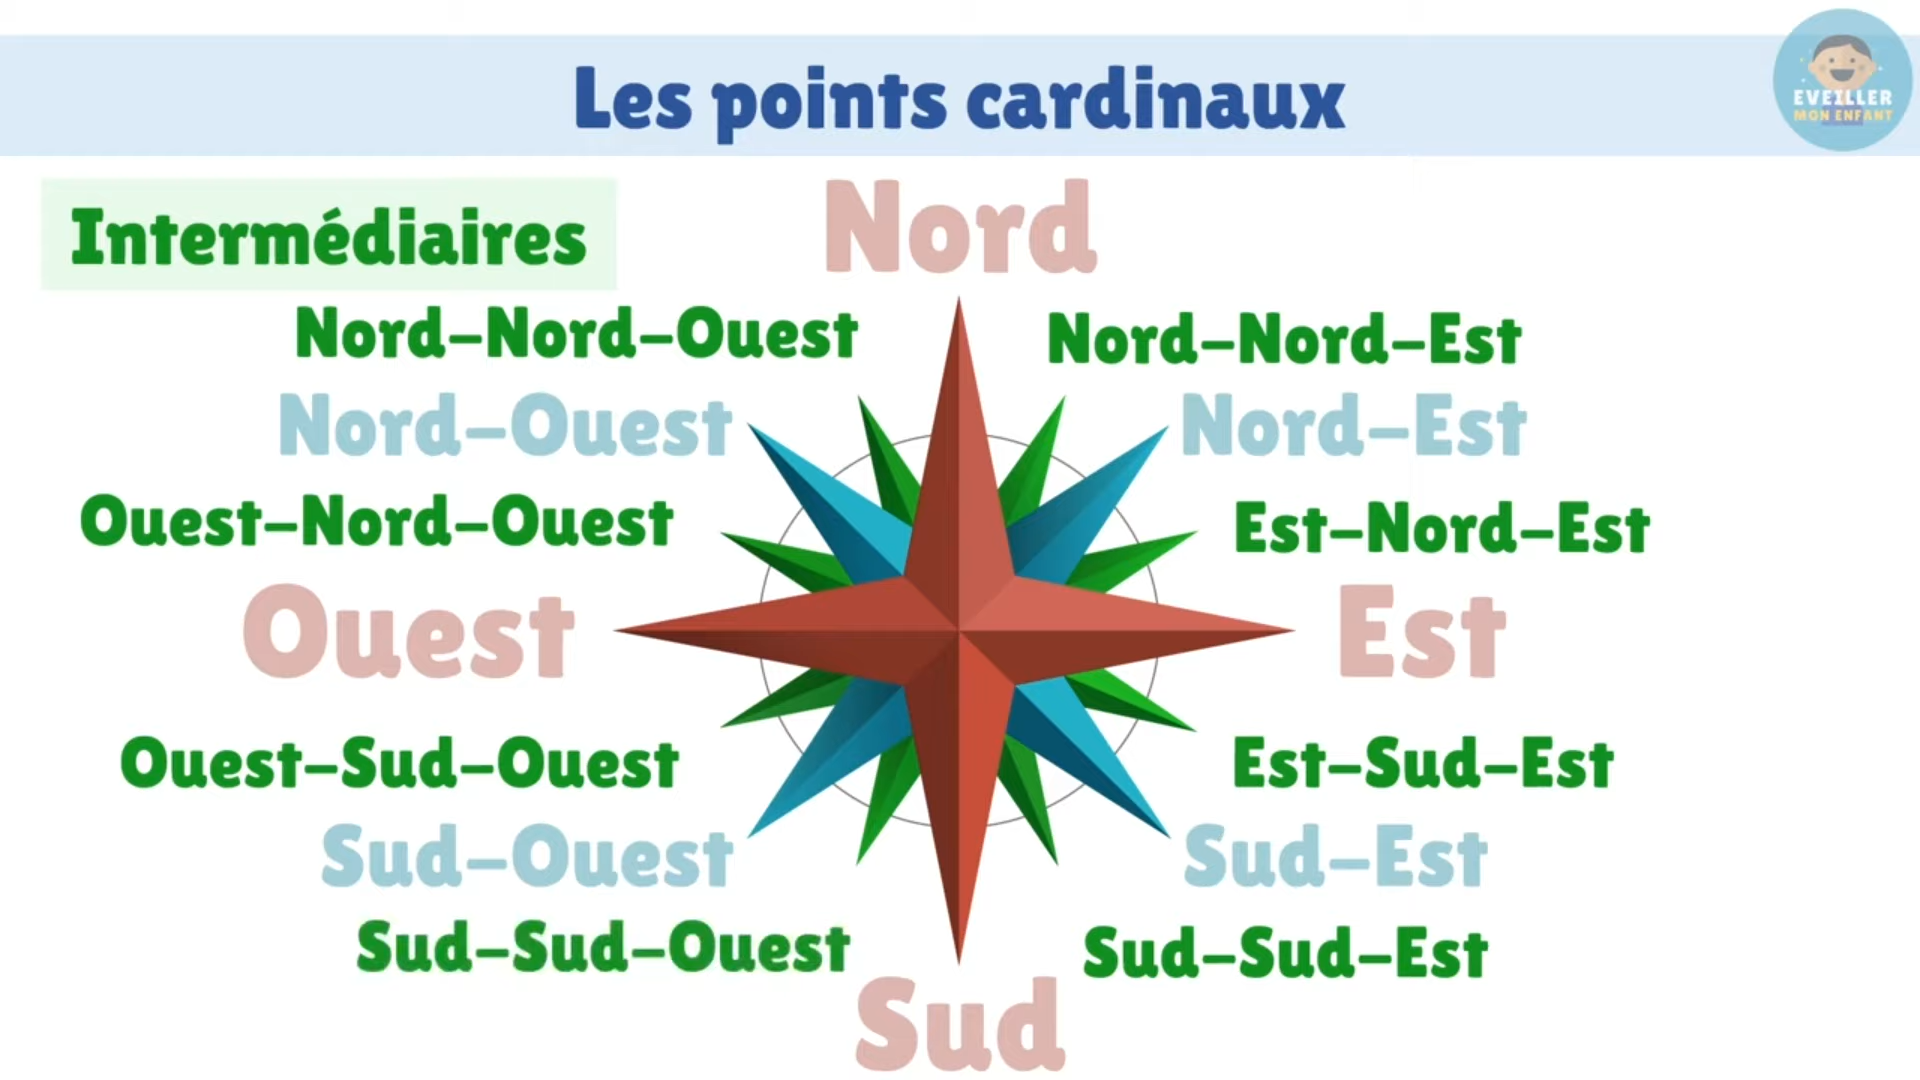 Les points cardinaux
EVEILLER
MON ENFANT
Intermédiaires
Nord
Nord-Nord-Ouest
Nord-Nord-Est
Nord-Ouest
Nord-Est
Ouest-Nord-Ouest
Est-Nord-Est
Ouest
Est
Ouest-Sud-Ouest
Est-Sud-Est
Sud-Ouest
Sud-Est
Sud-Sud-Ouest
Sud-Sud-Est
Sud